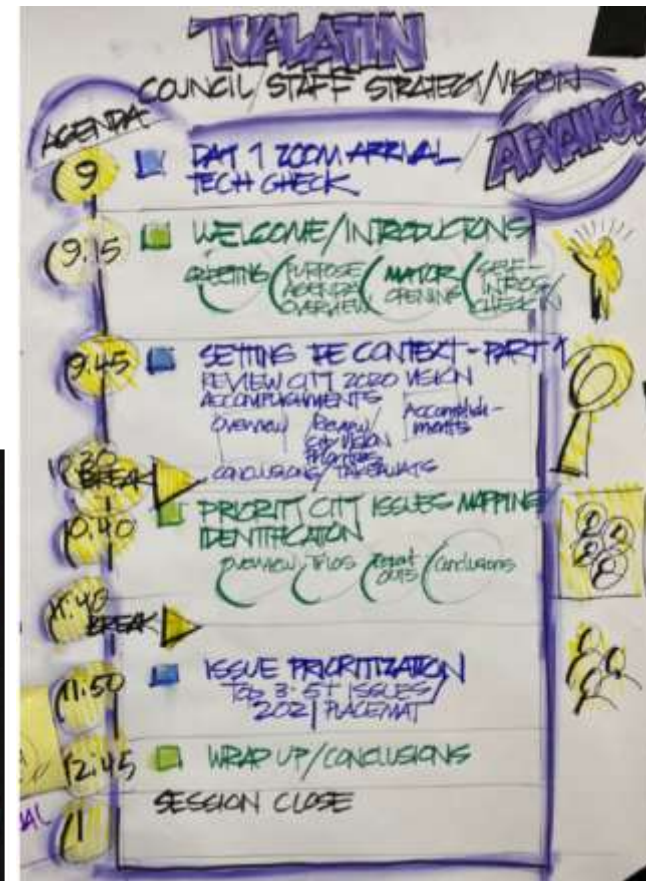 TUALATIN
COUNCIL/STAFF STRATEGY/VISION
ADVANCE
AGENDA
9 DAY 1 ZOOM ARRIVAL
TECH CHECK
9:15 WELCOME/INTRODUCTIONS
GREETING PURPOSE AGENDA OVERVIEW MAYOR OPENING SELF-INTROS/CHECK IN
9:45 SETTING THE CONTEXT - PART 1
REVIEW CITY 2020 VISION
ACCOMPLISHMENTS
Overview Review City Vision Priorities Accomplishments
CONCLUSIONS/TAKEAWAYS
10:30 BREAK
10:40 PRIORITY CITY ISSUES MAPPING/
IDENTIFICATION
OVERVIEW TRIOS Report outs Conclusions
11:40
BREAK
11:50 ISSUE PRIORITIZATION
TOP 3-5+ ISSUES/
2021 PLACEMAT
12:45 WRAP UP/CONCLUSIONS
SESSION CLOSE
1